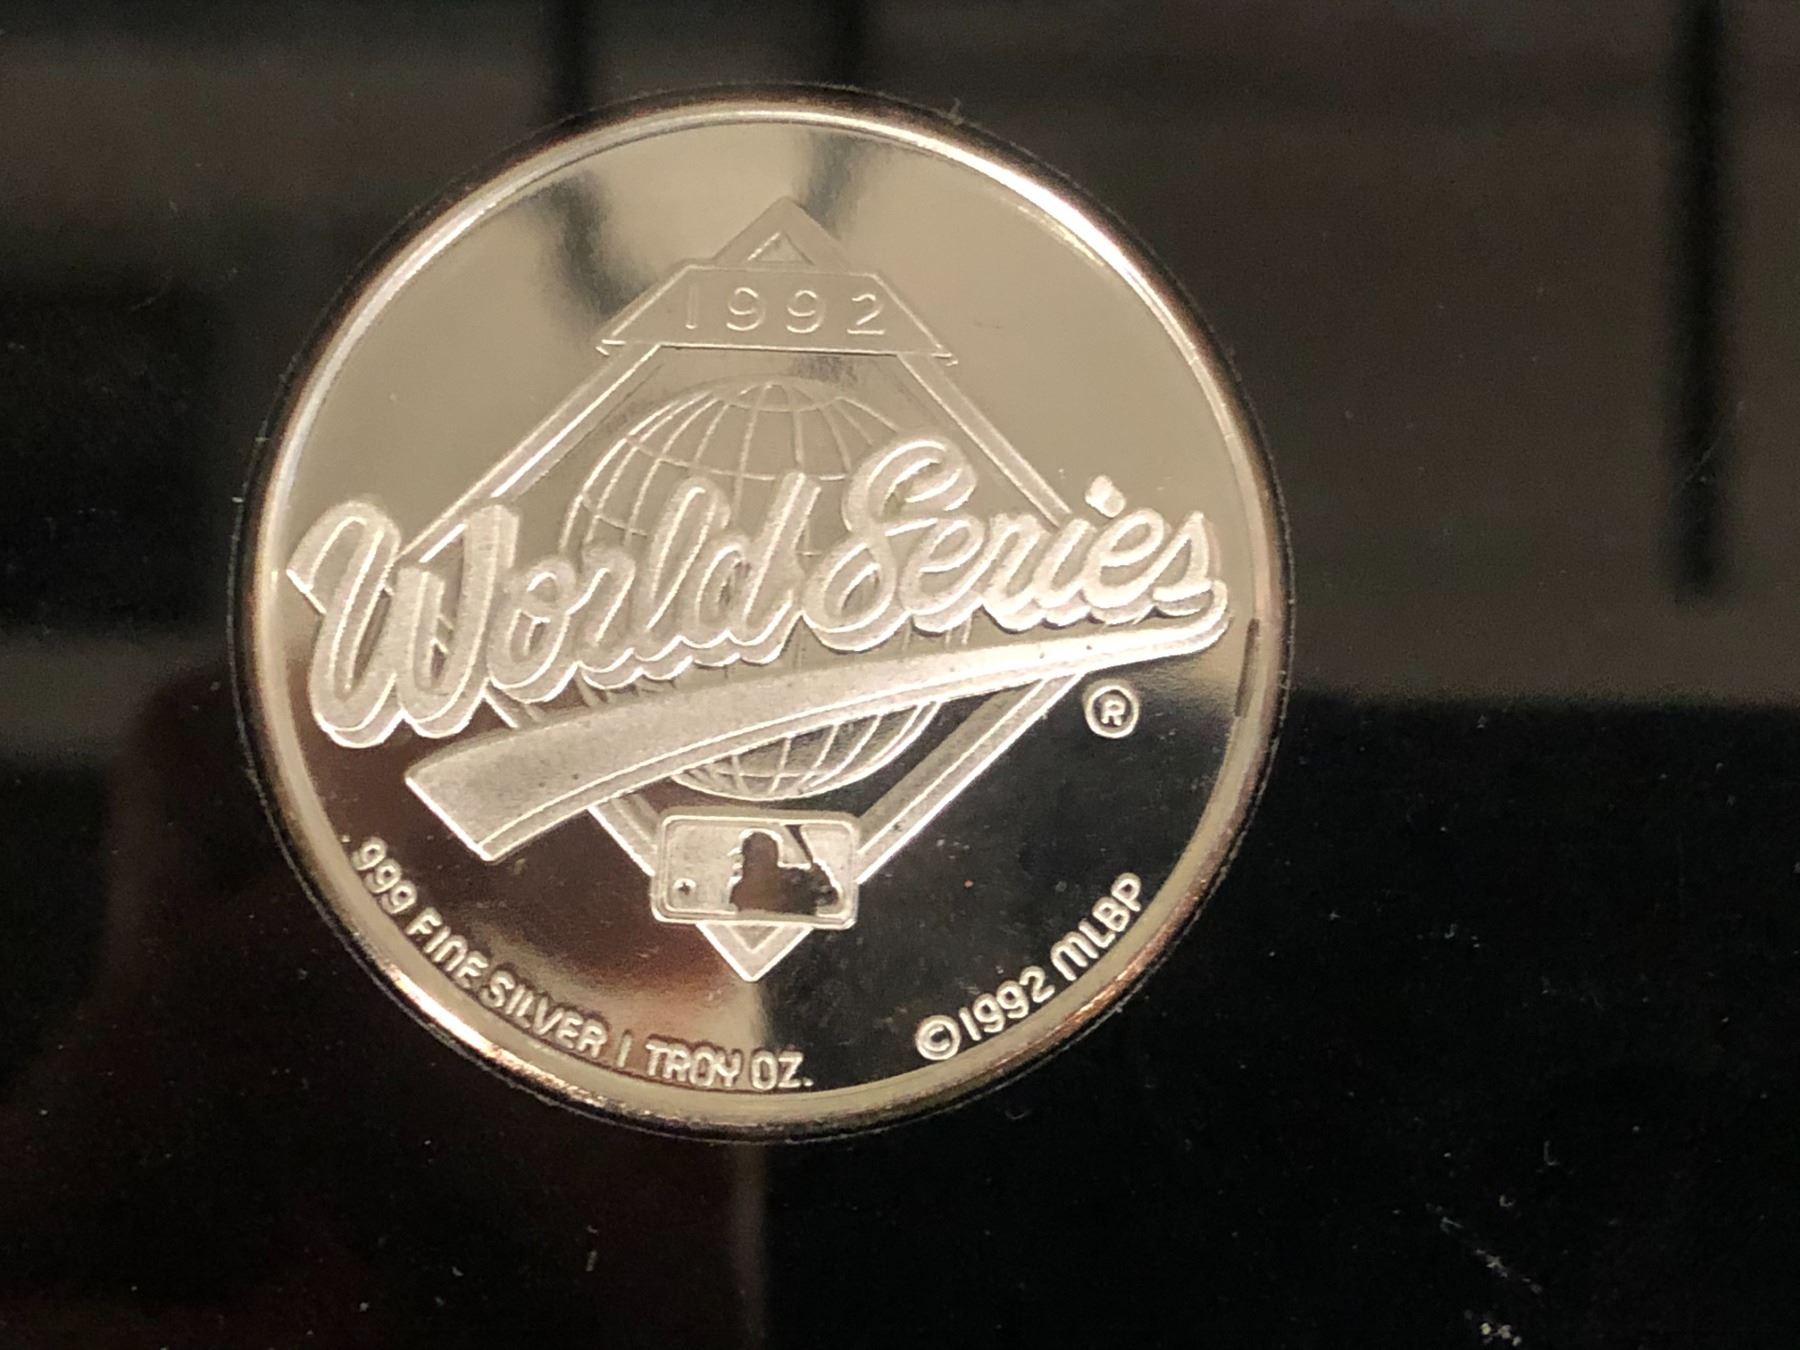 1992
World Series
®
.999 FINE SILVER 1 TROY OZ.
©1992 MLBP